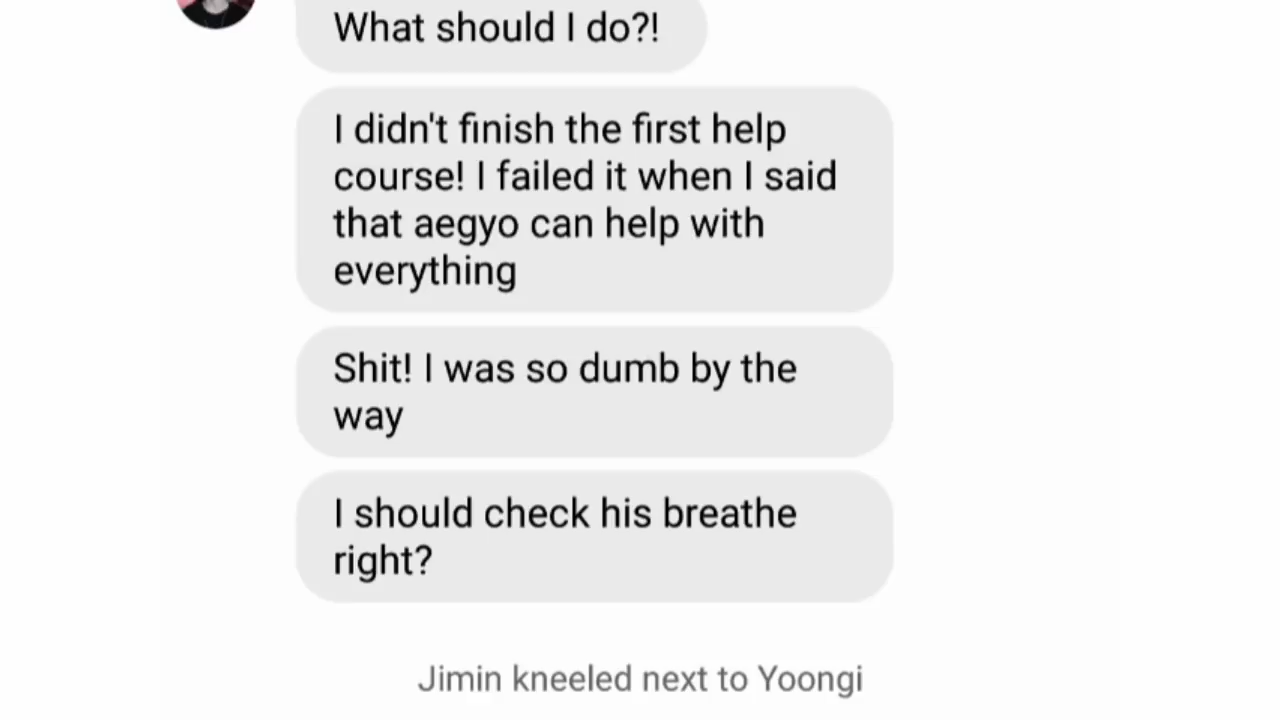 What should I do?!
I didn't finish the first help
course! I failed it when I said
that aegyo can help with
everything
Shit! I was so dumb by the
way
I should check his breathe
right?
Jimin kneeled next to Yoongi